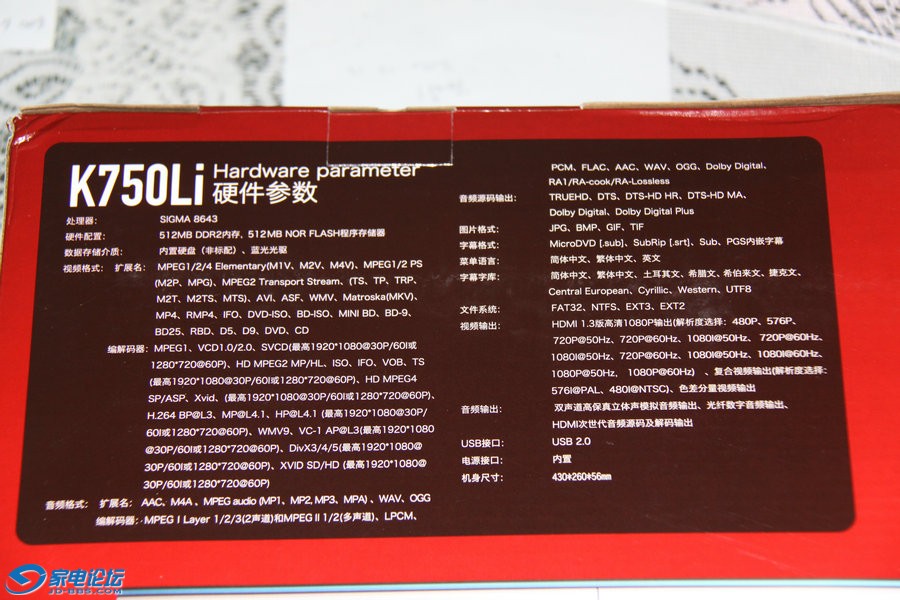 K750Li Hardware parameter
硬件参数
处理器： SIGMA 8643
硬件配置： 512MB DDR2内存、512MB NOR FLASH程序存储器
数据存储介质： 内置硬盘（非标配）、蓝光光驱
视频格式： 扩展名： MPEG1/2/4 Elementary(M1V、M2V、M4V)、MPEG1/2 PS
(M2P、MPG)、MPEG2 Transport Stream、(TS、TP、TRP、
M2T、M2TS、MTS)、AVI、ASF、WMV、Matroska(MKV)、
MP4、RMP4、IFO、DVD-ISO、BD-ISO、MINI BD、BD-9、
BD25、RBD、D5、D9、DVD、CD
编解码器： MPEG1、VCD1.0/2.0、SVCD(最高1920*1080@30P/60I或
1280*720@60P)、HD MPEG2 MP/HL、ISO、IFO、VOB、TS
(最高1920*1080@30P/60I或1280*720@60P)、HD MPEG4
SP/ASP、Xvid、(最高1920*1080@30P/60I或1280*720@60P)、
H.264 BP@L3、MP@L4.1、HP@L4.1 (最高1920*1080@30P/
60I或1280*720@60P)、WMV9、VC-1 AP@L3(最高1920*1080
@30P/60I或1280*720@60P)、DivX3/4/5(最高1920*1080@
30P/60I或1280*720@60P)、XVID SD/HD (最高1920*1080@
30P/60I或1280*720@60P)
音频格式： 扩展名： AAC、M4A 、MPEG audio (MP1、MP2, MP3、MPA) 、WAV、OGG
编解码器： MPEG I Layer 1/2/3(2声道)和MPEG II 1/2(多声道)、LPCM、
PCM、FLAC、AAC、WAV、OGG、Dolby Digital、
RA1/RA-cook/RA-Lossless
音频源码输出： TRUEHD、DTS、DTS-HD HR、DTS-HD MA、
Dolby Digital、Dolby Digital Plus
图片格式： JPG、BMP、GIF、TIF
字幕格式： MicroDVD [.sub]、SubRip [.srt]、Sub、PGS内嵌字幕
菜单语言： 简体中文、繁体中文、英文
字幕字库： 简体中文、繁体中文、土耳其文、希腊文、希伯来文、捷克文、
Central European、Cyrillic、Western、UTF8
文件系统： FAT32、NTFS、EXT3、EXT2
视频输出： HDMI 1.3版高清1080P输出(解析度选择：480P、576P、
720P@50Hz、720P@60Hz、1080I@50Hz、720P@60Hz、
1080I@50Hz、720P@60Hz、1080I@50Hz、1080I@60Hz、
1080P@50Hz、1080P@60Hz) 、复合视频输出(解析度选择：
576I@PAL、480I@NTSC)、色差分量视频输出
音频输出： 双声道高保真立体声模拟音频输出、光纤数字音频输出、
HDMI次世代音频源码及解码输出
USB接口： USB 2.0
电源接口： 内置
机身尺寸： 430*260*56mm
家电论坛
JD-BBS.COM